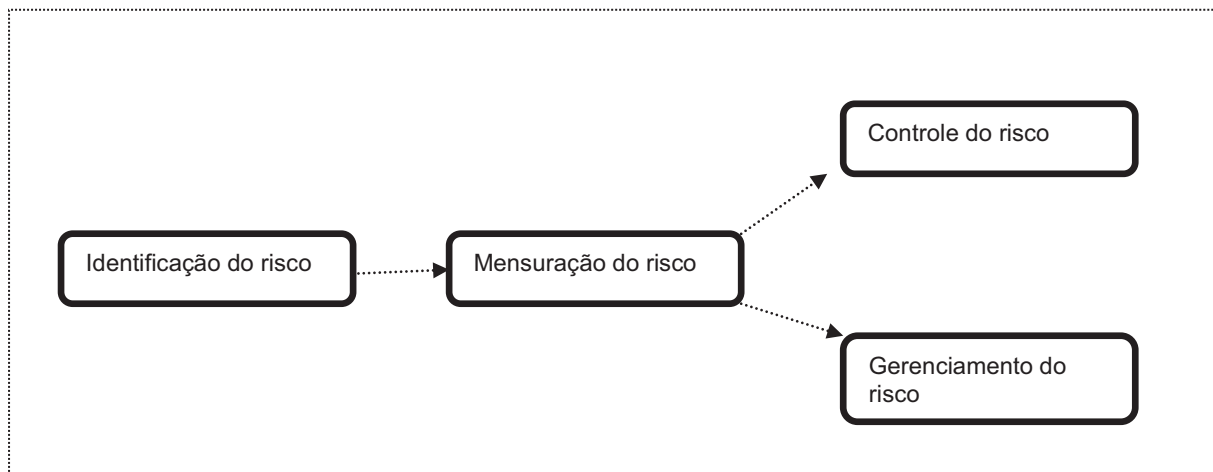 Controle do risco
Identificação do risco
Mensuração do risco
Gerenciamento do
risco